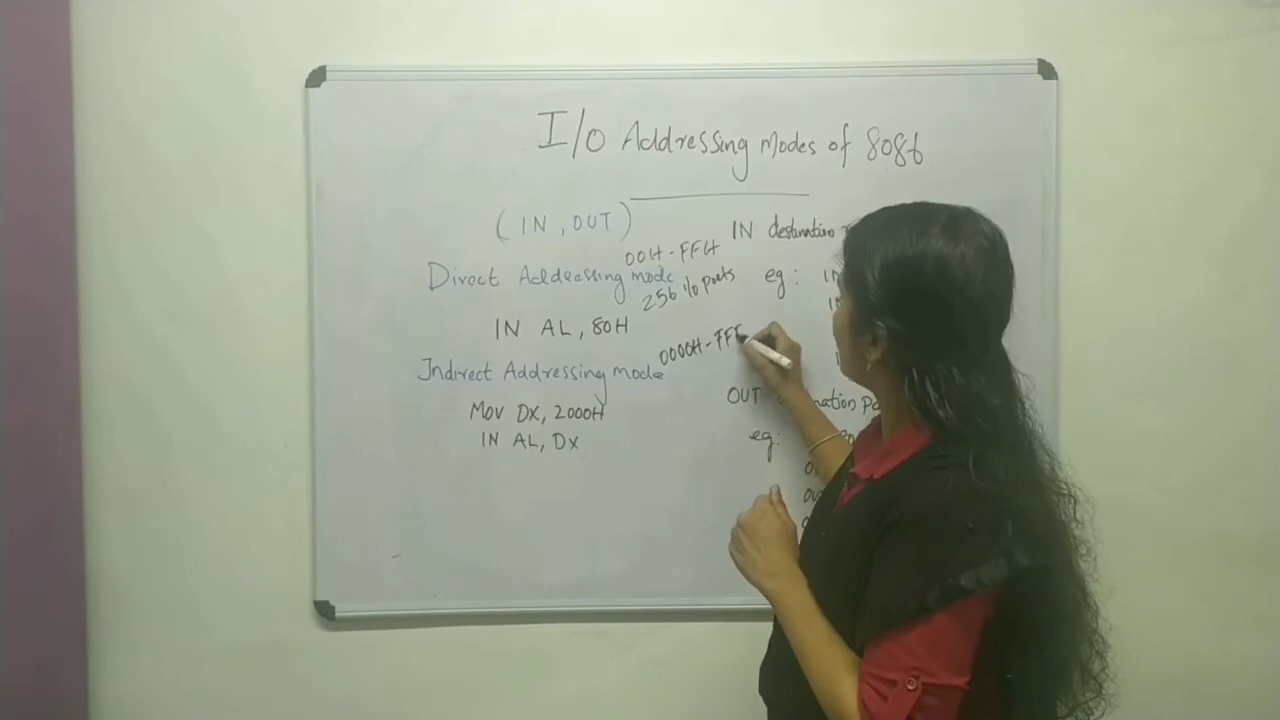 I/O Addressing Modes of 8086
(IN, OUT)
00H - FFH
Direct Addressing mode
256 I/O ports
IN AL, 80H
Indirect Addressing mode
0000H - FFF
MOV DX, 2000H
IN AL, DX
IN destination
eg:
OUT
eg: